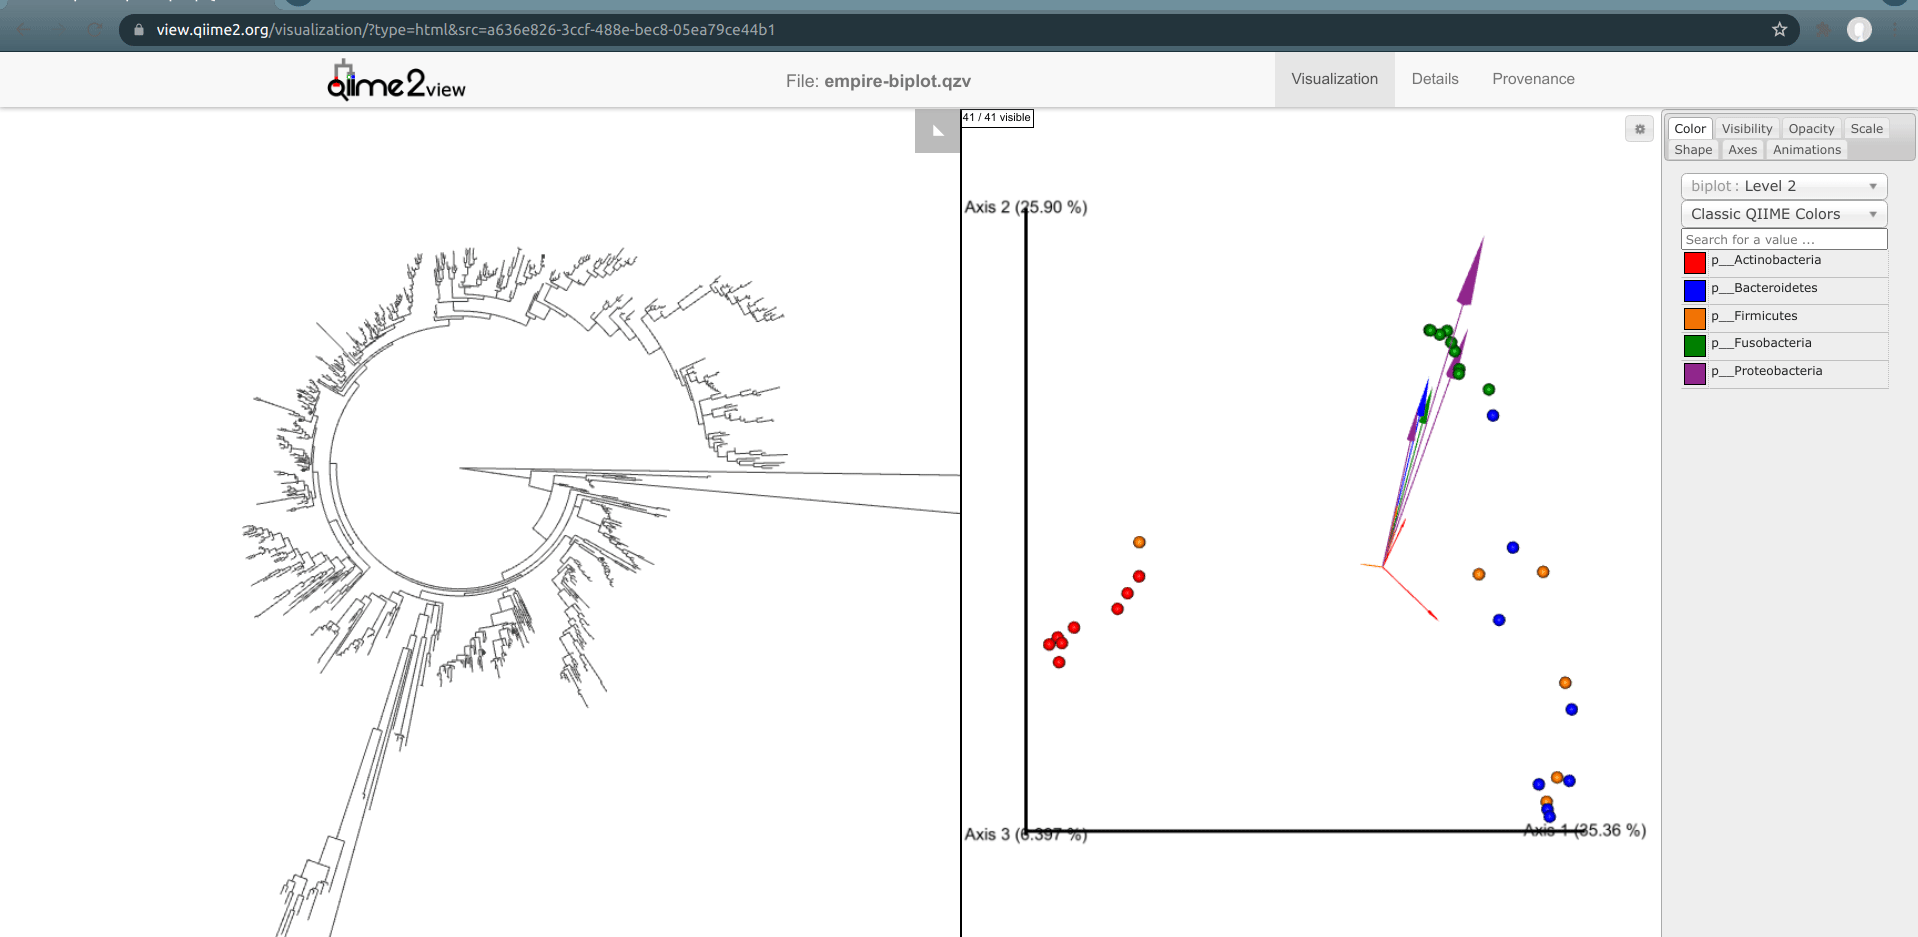 view.qiime2.org/visualization/?type=html&src=a636e826-3ccf-488e-bec8-05ea79ce44b1
qiime2view
File: empire-biplot.qzv
Visualization
Details
Provenance
41 / 41 visible
Color
Visibility
Opacity
Scale
Shape
Axes
Animations
biplot : Level 2
Classic QIIME Colors
Search for a value ...
p__Actinobacteria
p__Bacteroidetes
p__Firmicutes
p__Fusobacteria
p__Proteobacteria
Axis 2 (25.90 %)
Axis 3 (6.397 %)
Axis 1 (35.36 %)